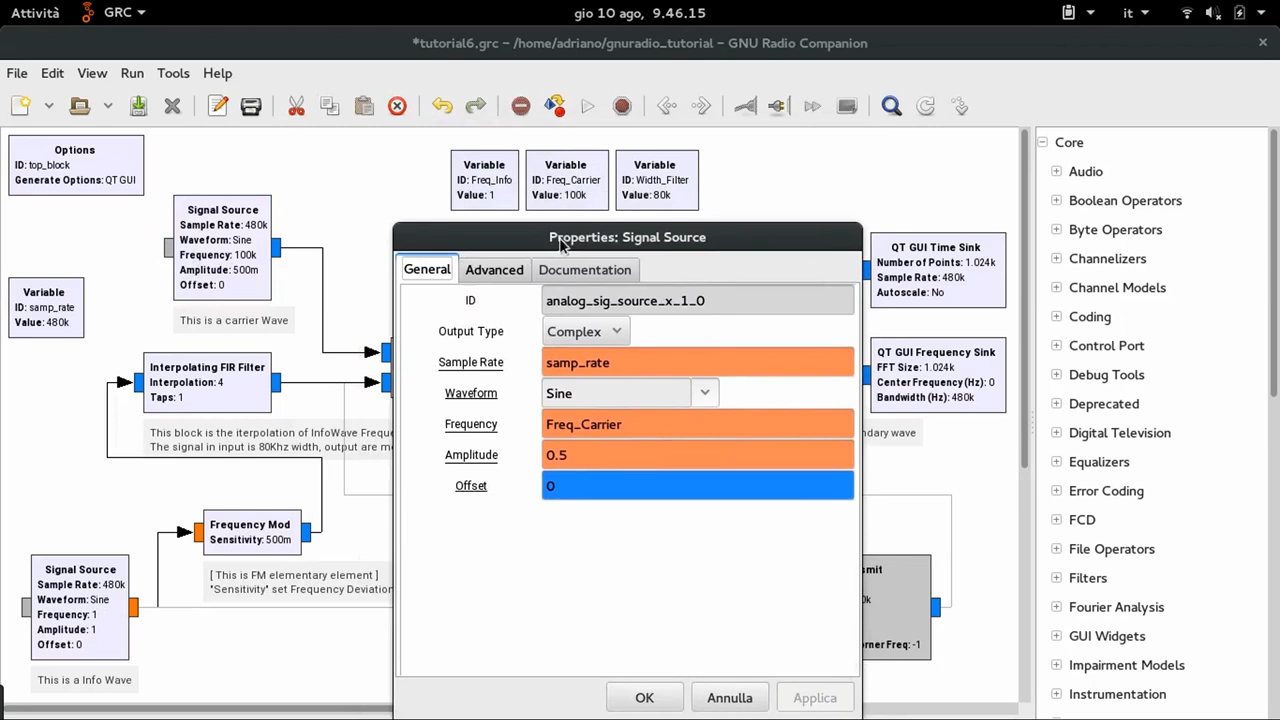 Attività GRC gio 10 ago, 9.46.15 it
*tutorial6.grc – /home/adriano/gnuradio_tutorial – GNU Radio Companion
File Edit View Run Tools Help
Options
ID: top_block
Generate Options: QT GUI
Variable
ID: Freq_Info
Value: 1
Variable
ID: Freq_Carrier
Value: 100k
Variable
ID: Width_Filter
Value: 80k
Signal Source
Sample Rate: 480k
Waveform: Sine
Frequency: 100k
Amplitude: 500m
Offset: 0
This is a carrier Wave
Variable
ID: samp_rate
Value: 480k
Interpolating FIR Filter
Interpolation: 4
Taps: 1
This block is the iterpolation of InfoWave Freque
The signal in input is 80Khz width, output are mo
Frequency Mod
Sensitivity: 500m
[ This is FM elementary element ]
"Sensitivity" set Frequency Deviation
Signal Source
Sample Rate: 480k
Waveform: Sine
Frequency: 1
Amplitude: 1
Offset: 0
This is a Info Wave
Properties: Signal Source
General Advanced Documentation
ID analog_sig_source_x_1_0
Output Type Complex
Sample Rate samp_rate
Waveform Sine
Frequency Freq_Carrier
Amplitude 0.5
Offset 0
OK Annulla Applica
QT GUI Time Sink
Number of Points: 1.024k
Sample Rate: 480k
Autoscale: No
QT GUI Frequency Sink
FFT Size: 1.024k
Center Frequency (Hz): 0
Bandwidth (Hz): 480k
ndary wave
smit
0k
orner Freq: -1
Core
Audio
Boolean Operators
Byte Operators
Channelizers
Channel Models
Coding
Control Port
Debug Tools
Deprecated
Digital Television
Equalizers
Error Coding
FCD
File Operators
Filters
Fourier Analysis
GUI Widgets
Impairment Models
Instrumentation